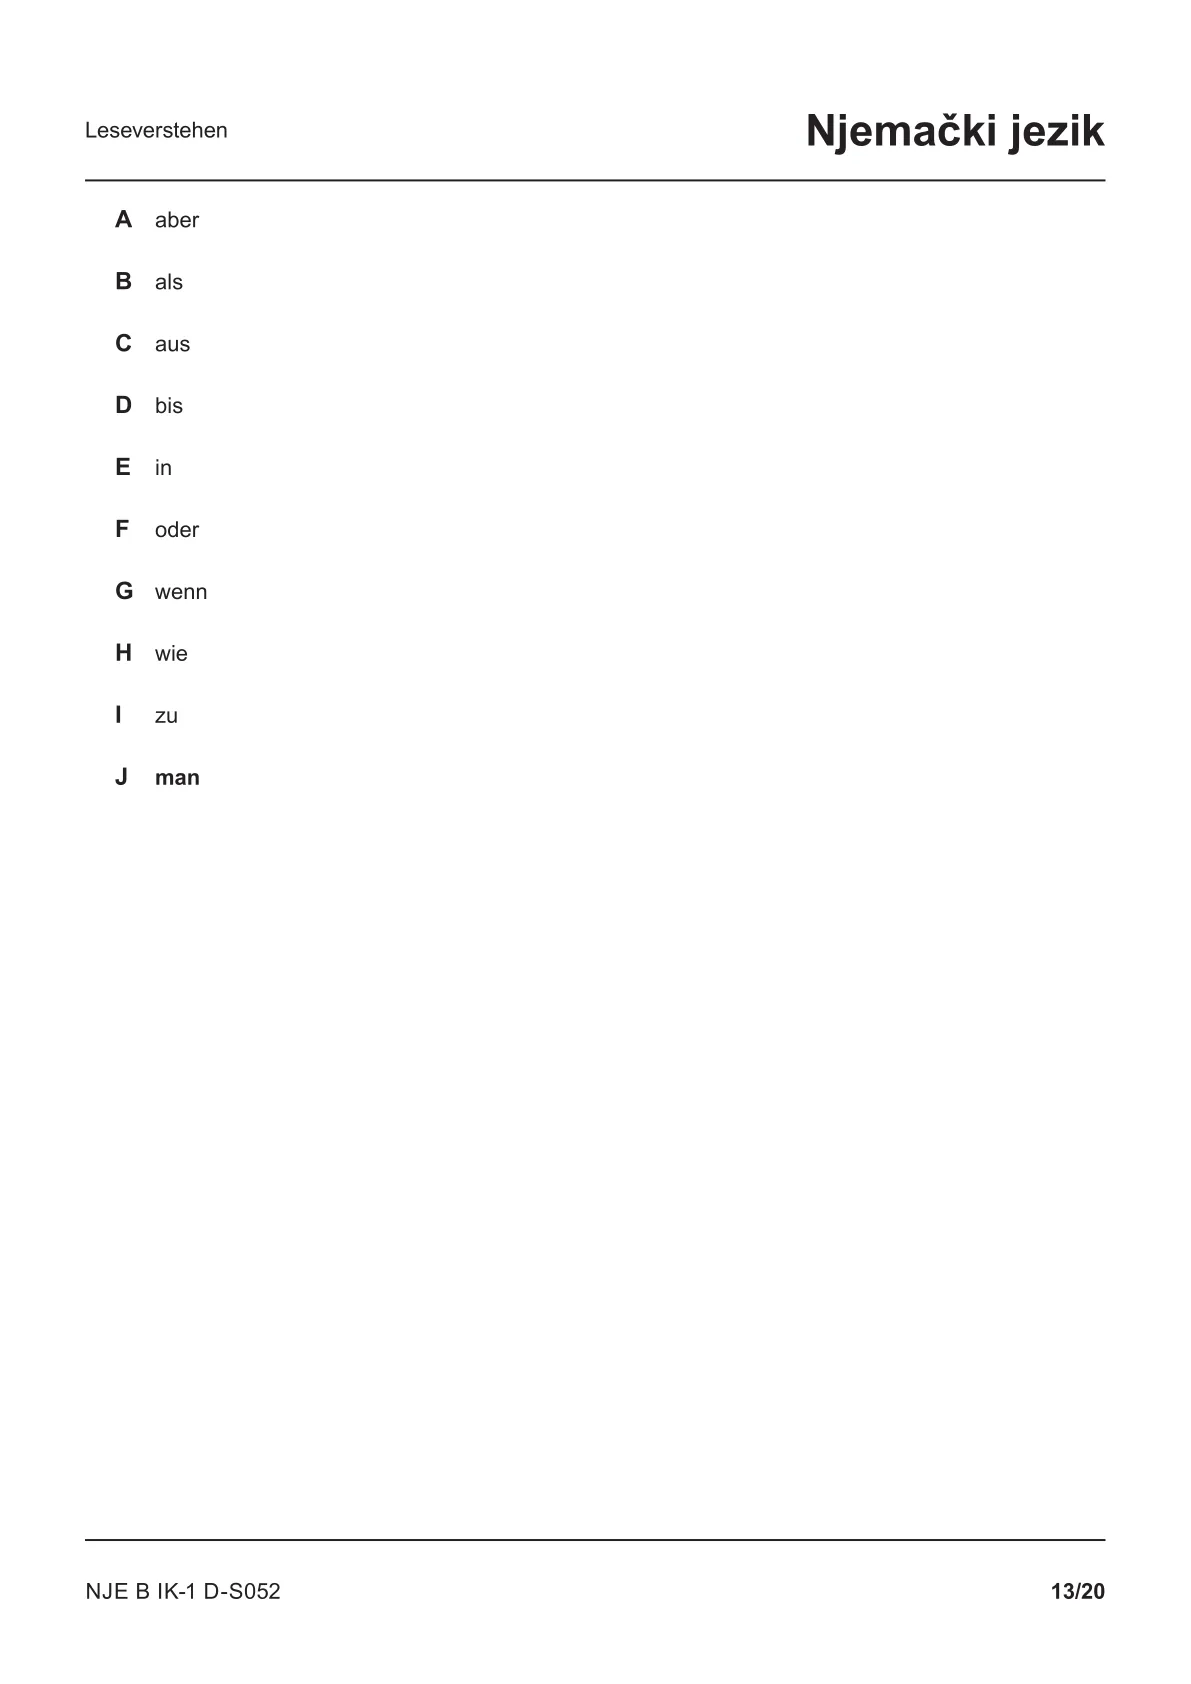 Leseverstehen
Njemački jezik
A aber
B als
C aus
D bis
E in
F oder
G wenn
H wie
I zu
J man
NJE B IK-1 D-S052
13/20